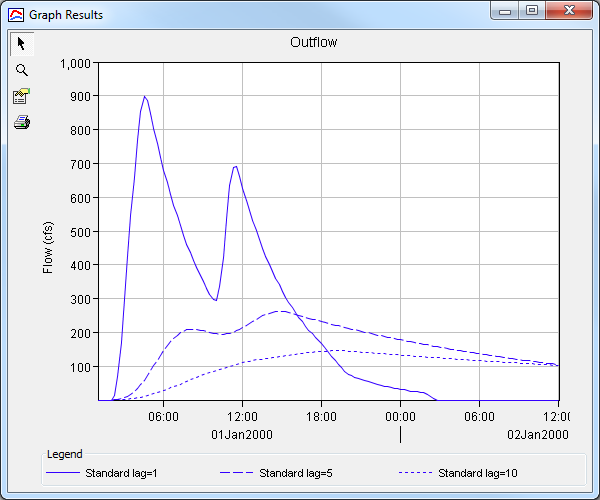 Graph Results
Outflow
1,000
900
800
700
600
500
400
300
200
100
Flow (cfs)
06:00 12:00 18:00 00:00 06:00 12:00
01Jan2000 02Jan2000
Legend
Standard lag=1 Standard lag=5 Standard lag=10